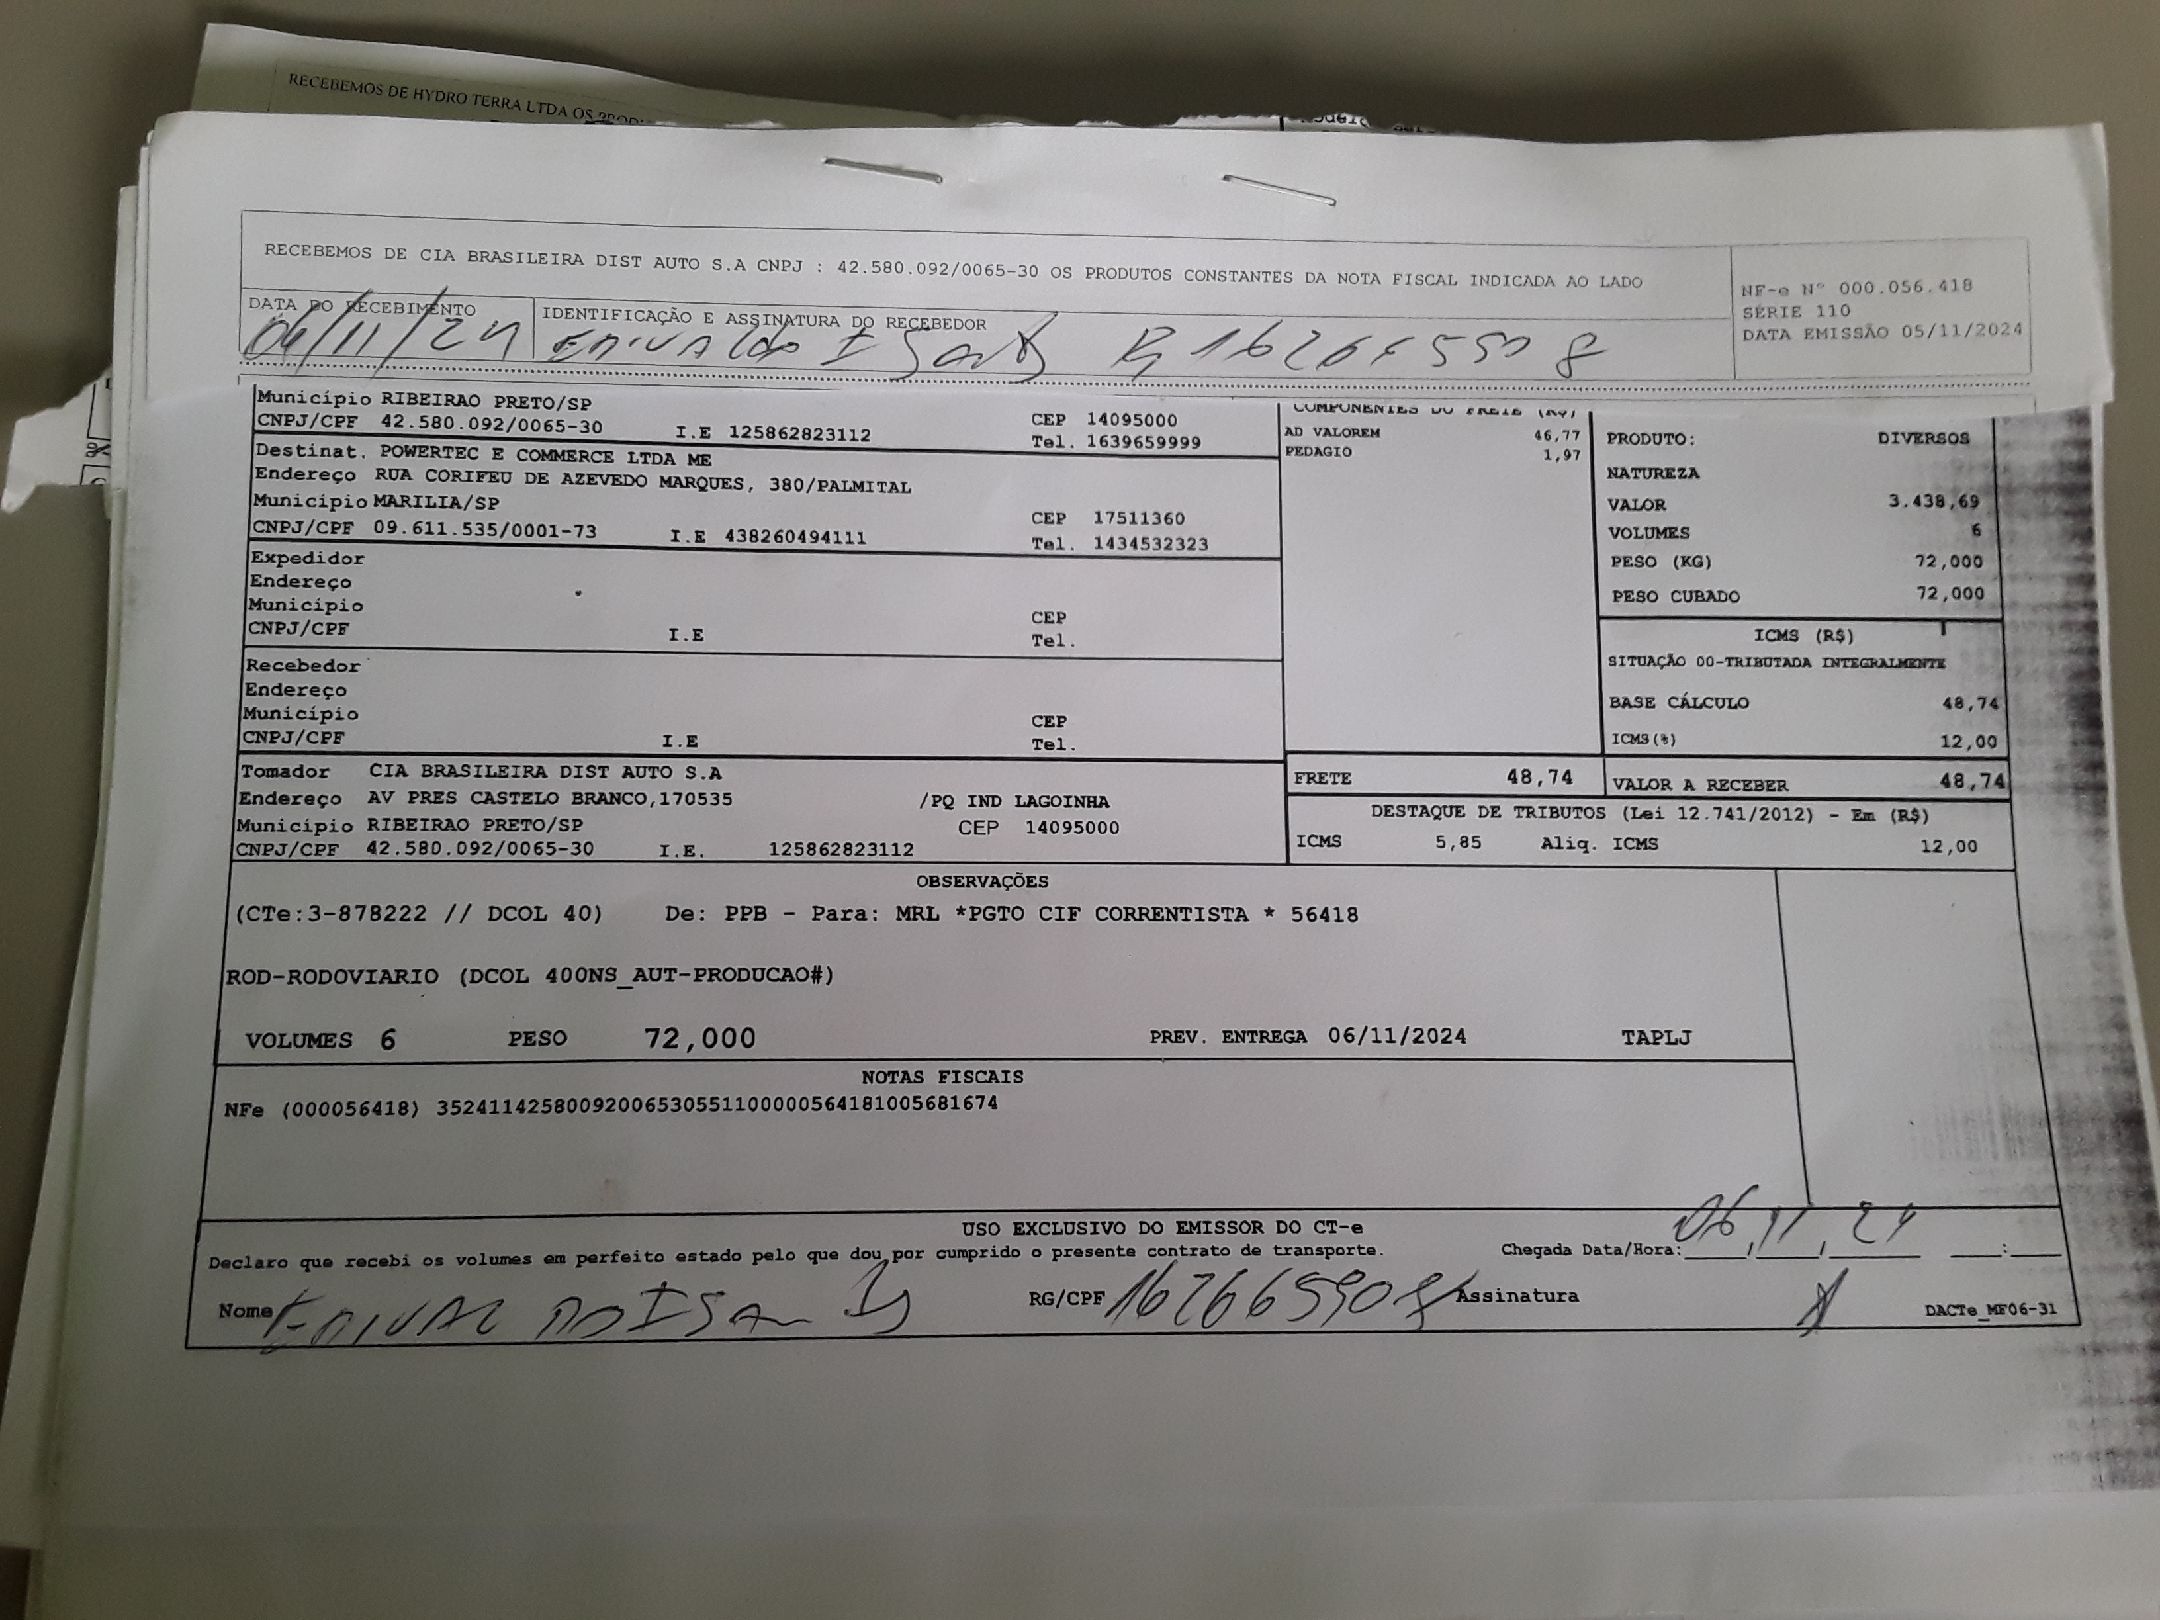 RECEBEMOS DE HYDRO TERRA LTDA OS
RECEBEMOS DE CIA BRASILEIRA DIST AUTO S.A CNPJ : 42.580.092/0065-30 OS PRODUTOS CONSTANTES DA NOTA FISCAL INDICADA AO LADO
NF-e Nº 000.056.418
SÉRIE 110
DATA EMISSÃO 05/11/2024
DATA DO RECEBIMENTO
06/11/24
IDENTIFICAÇÃO E ASSINATURA DO RECEBEDOR
Município RIBEIRAO PRETO/SP
CNPJ/CPF 42.580.092/0065-30 I.E 125862823112
CEP 14095000
Tel. 1639659999
Destinat. POWERTEC E COMMERCE LTDA ME
Endereço RUA CORIFEU DE AZEVEDO MARQUES, 380/PALMITAL
Município MARILIA/SP
CNPJ/CPF 09.611.535/0001-73 I.E 438260494111
CEP 17511360
Tel. 1434532323
Expedidor
Endereço
Município
CNPJ/CPF I.E
CEP
Tel.
Recebedor
Endereço
Município
CNPJ/CPF I.E
CEP
Tel.
Tomador CIA BRASILEIRA DIST AUTO S.A
Endereço AV PRES CASTELO BRANCO,170535 /PQ IND LAGOINHA
Município RIBEIRAO PRETO/SP CEP 14095000
CNPJ/CPF 42.580.092/0065-30 I.E. 125862823112
COMPONENTES DO FRETE (R$)
AD VALOREM 46,77
PEDAGIO 1,97
FRETE 48,74
PRODUTO: DIVERSOS
NATUREZA
VALOR 3.438,69
VOLUMES 6
PESO (KG) 72,000
PESO CUBADO 72,000
ICMS (R$)
SITUAÇÃO 00-TRIBUTADA INTEGRALMENTE
BASE CÁLCULO 48,74
ICMS(%) 12,00
VALOR A RECEBER 48,74
DESTAQUE DE TRIBUTOS (Lei 12.741/2012) - Em (R$)
ICMS 5,85 Aliq. ICMS 12,00
OBSERVAÇÕES
(CTe:3-878222 // DCOL 40) De: PPB - Para: MRL *PGTO CIF CORRENTISTA * 56418
ROD-RODOVIARIO (DCOL 400NS_AUT-PRODUCAO#)
VOLUMES 6 PESO 72,000 PREV. ENTREGA 06/11/2024 TAPLJ
NOTAS FISCAIS
NFe (000056418) 35241142580092006530551100000564181005681674
USO EXCLUSIVO DO EMISSOR DO CT-e
Declaro que recebi os volumes em perfeito estado pelo que dou por cumprido o presente contrato de transporte.
Chegada Data/Hora: 06, 11, 24 :
Nome RG/CPF 162665908 Assinatura
DACTe_MF06-31